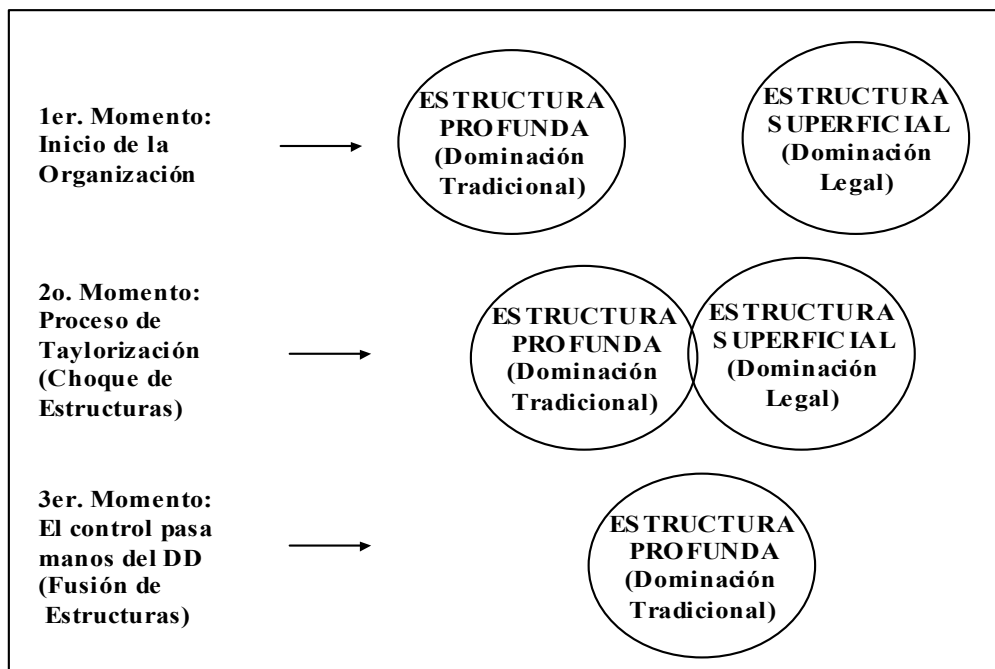 1er. Momento:
Inicio de la
Organización
ESTRUCTURA
PROFUNDA
(Dominación
Tradicional)
ESTRUCTURA
SUPERFICIAL
(Dominación
Legal)
2o. Momento:
Proceso de
Taylorización
(Choque de
Estructuras)
ESTRUCTURA
PROFUNDA
(Dominación
Tradicional)
ESTRUCTURA
SUPERFICIAL
(Dominación
Legal)
3er. Momento:
El control pasa
manos del DD
(Fusión de
Estructuras)
ESTRUCTURA
PROFUNDA
(Dominación
Tradicional)